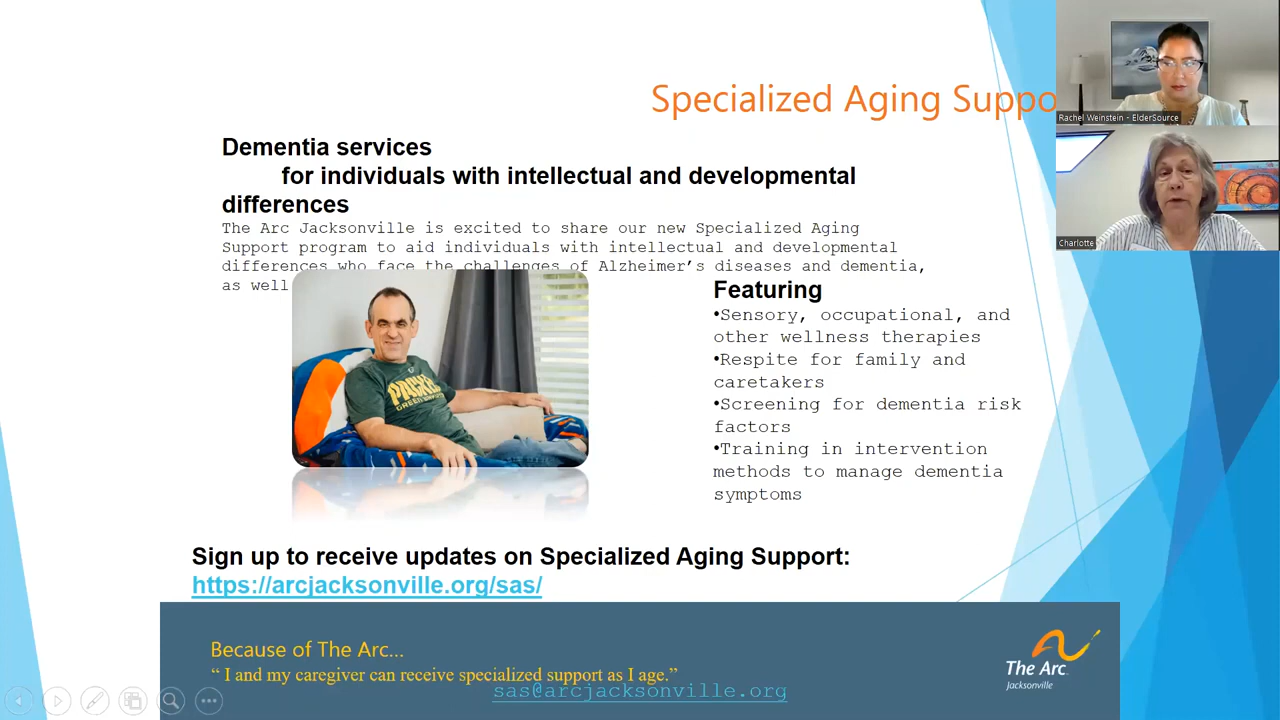 Specialized Aging Suppo
Rachel Weinstein - ElderSource
Charlotte
Dementia services
for individuals with intellectual and developmental
differences
The Arc Jacksonville is excited to share our new Specialized Aging
Support program to aid individuals with intellectual and developmental
differences who face the challenges of Alzheimer’s diseases and dementia,
as well
PACKERS
GREEN
Featuring
•Sensory, occupational, and
other wellness therapies
•Respite for family and
caretakers
•Screening for dementia risk
factors
•Training in intervention
methods to manage dementia
symptoms
Sign up to receive updates on Specialized Aging Support:
https://arcjacksonville.org/sas/
Because of The Arc...
“ I and my caregiver can receive specialized support as I age.”
sas@arcjacksonville.org
The Arc
Jacksonville